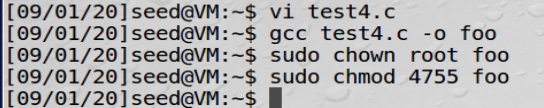 [09/01/20]seed@VM:~$ vi test4.c
[09/01/20]seed@VM:~$ gcc test4.c -o foo
[09/01/20]seed@VM:~$ sudo chown root foo
[09/01/20]seed@VM:~$ sudo chmod 4755 foo
[09/01/20]seed@VM:~$